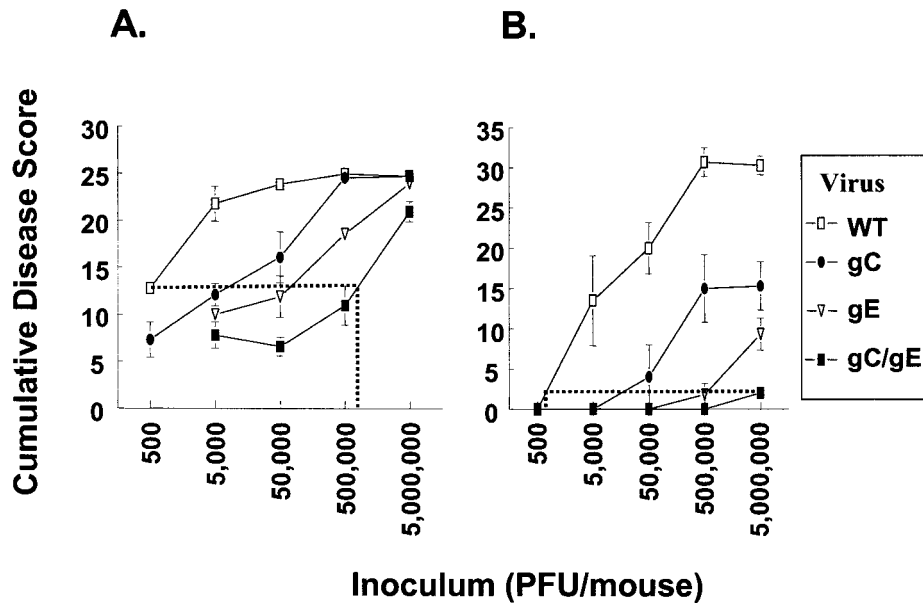 A.
B.
Cumulative Disease Score
30
25
20
15
10
5
0
500
5,000
50,000
500,000
5,000,000
35
30
25
20
15
10
5
0
500
5,000
50,000
500,000
5,000,000
Virus
WT
gC
gE
gC/gE
Inoculum (PFU/mouse)